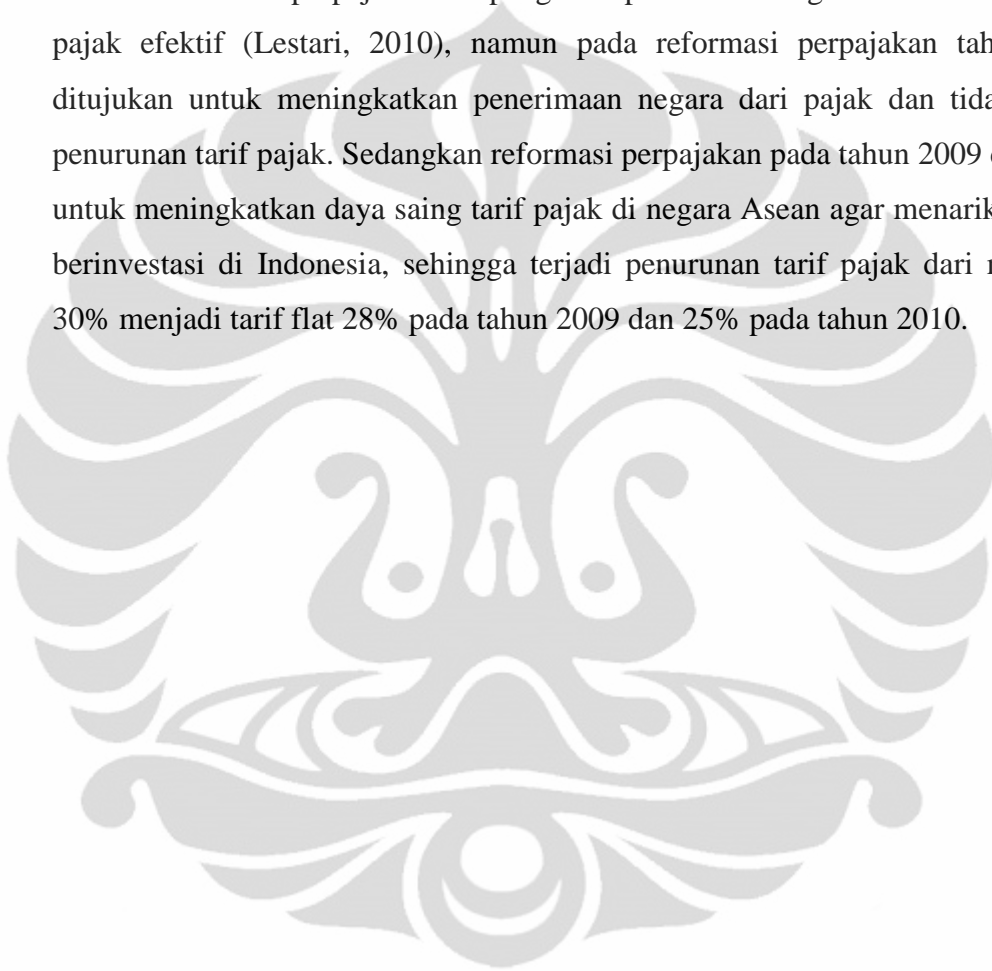 pajak efektif (Lestari, 2010), namun pada reformasi perpajakan
ditujukan untuk meningkatkan penerimaan negara dari pajak dan
penurunan tarif pajak. Sedangkan reformasi perpajakan pada tahun 2009
untuk meningkatkan daya saing tarif pajak di negara Asean agar menarik
berinvestasi di Indonesia, sehingga terjadi penurunan tarif pajak dari
30% menjadi tarif flat 28% pada tahun 2009 dan 25% pada tahun 2010.